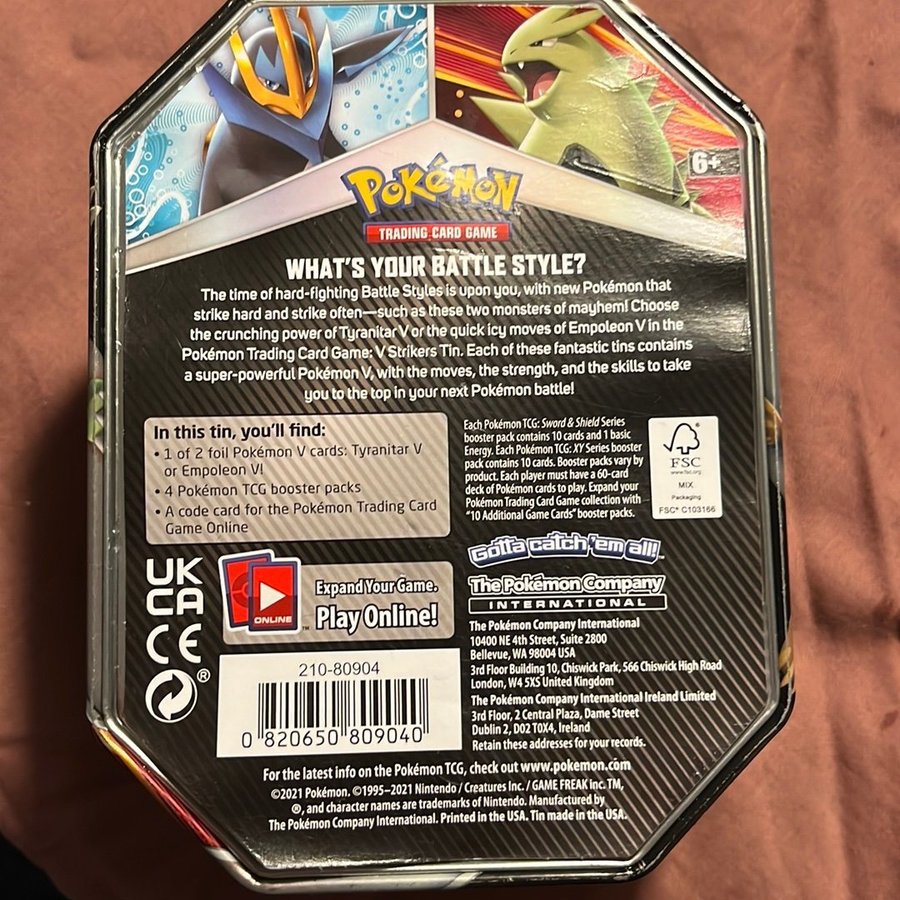 6+
POKéMON
TRADING CARD GAME
WHAT'S YOUR BATTLE STYLE?
The time of hard-fighting Battle Styles is upon you, with new Pokémon that
strike hard and strike often—such as these two monsters of mayhem! Choose
the crunching power of Tyranitar V or the quick icy moves of Empoleon V in the
Pokémon Trading Card Game: V Strikers Tin. Each of these fantastic tins contains
a super-powerful Pokémon V, with the moves, the strength, and the skills to take
you to the top in your next Pokémon battle!
In this tin, you'll find:
• 1 of 2 foil Pokémon V cards: Tyranitar V
or Empoleon V!
• 4 Pokémon TCG booster packs
• A code card for the Pokémon Trading Card
Game Online
Each Pokémon TCG: Sword & Shield Series
booster pack contains 10 cards and 1 basic
Energy. Each Pokémon TCG: XY Series booster
pack contains 10 cards. Booster packs vary by
product. Each player must have a 60-card
deck of Pokémon cards to play. Expand your
Pokémon Trading Card Game collection with
"10 Additional Game Cards" booster packs.
FSC
www.fsc.org
MIX
Packaging
FSC® C103166
UK
CA
CE
®
ONLINE
™
Expand Your Game.
Play Online!
Gotta catch 'em all!™
The Pokémon Company
INTERNATIONAL
The Pokémon Company International
10400 NE 4th Street, Suite 2800
Bellevue, WA 98004 USA
3rd Floor Building 10, Chiswick Park, 566 Chiswick High Road
London, W4 5XS United Kingdom
The Pokémon Company International Ireland Limited
3rd Floor, 2 Central Plaza, Dame Street
Dublin 2, D02 T0X4, Ireland
Retain these addresses for your records.
210-80904
0 820650 809040
For the latest info on the Pokémon TCG, check out www.pokemon.com
©2021 Pokémon. ©1995–2021 Nintendo / Creatures Inc. / GAME FREAK inc. TM,
®, and character names are trademarks of Nintendo. Manufactured by
The Pokémon Company International. Printed in the USA. Tin made in the USA.